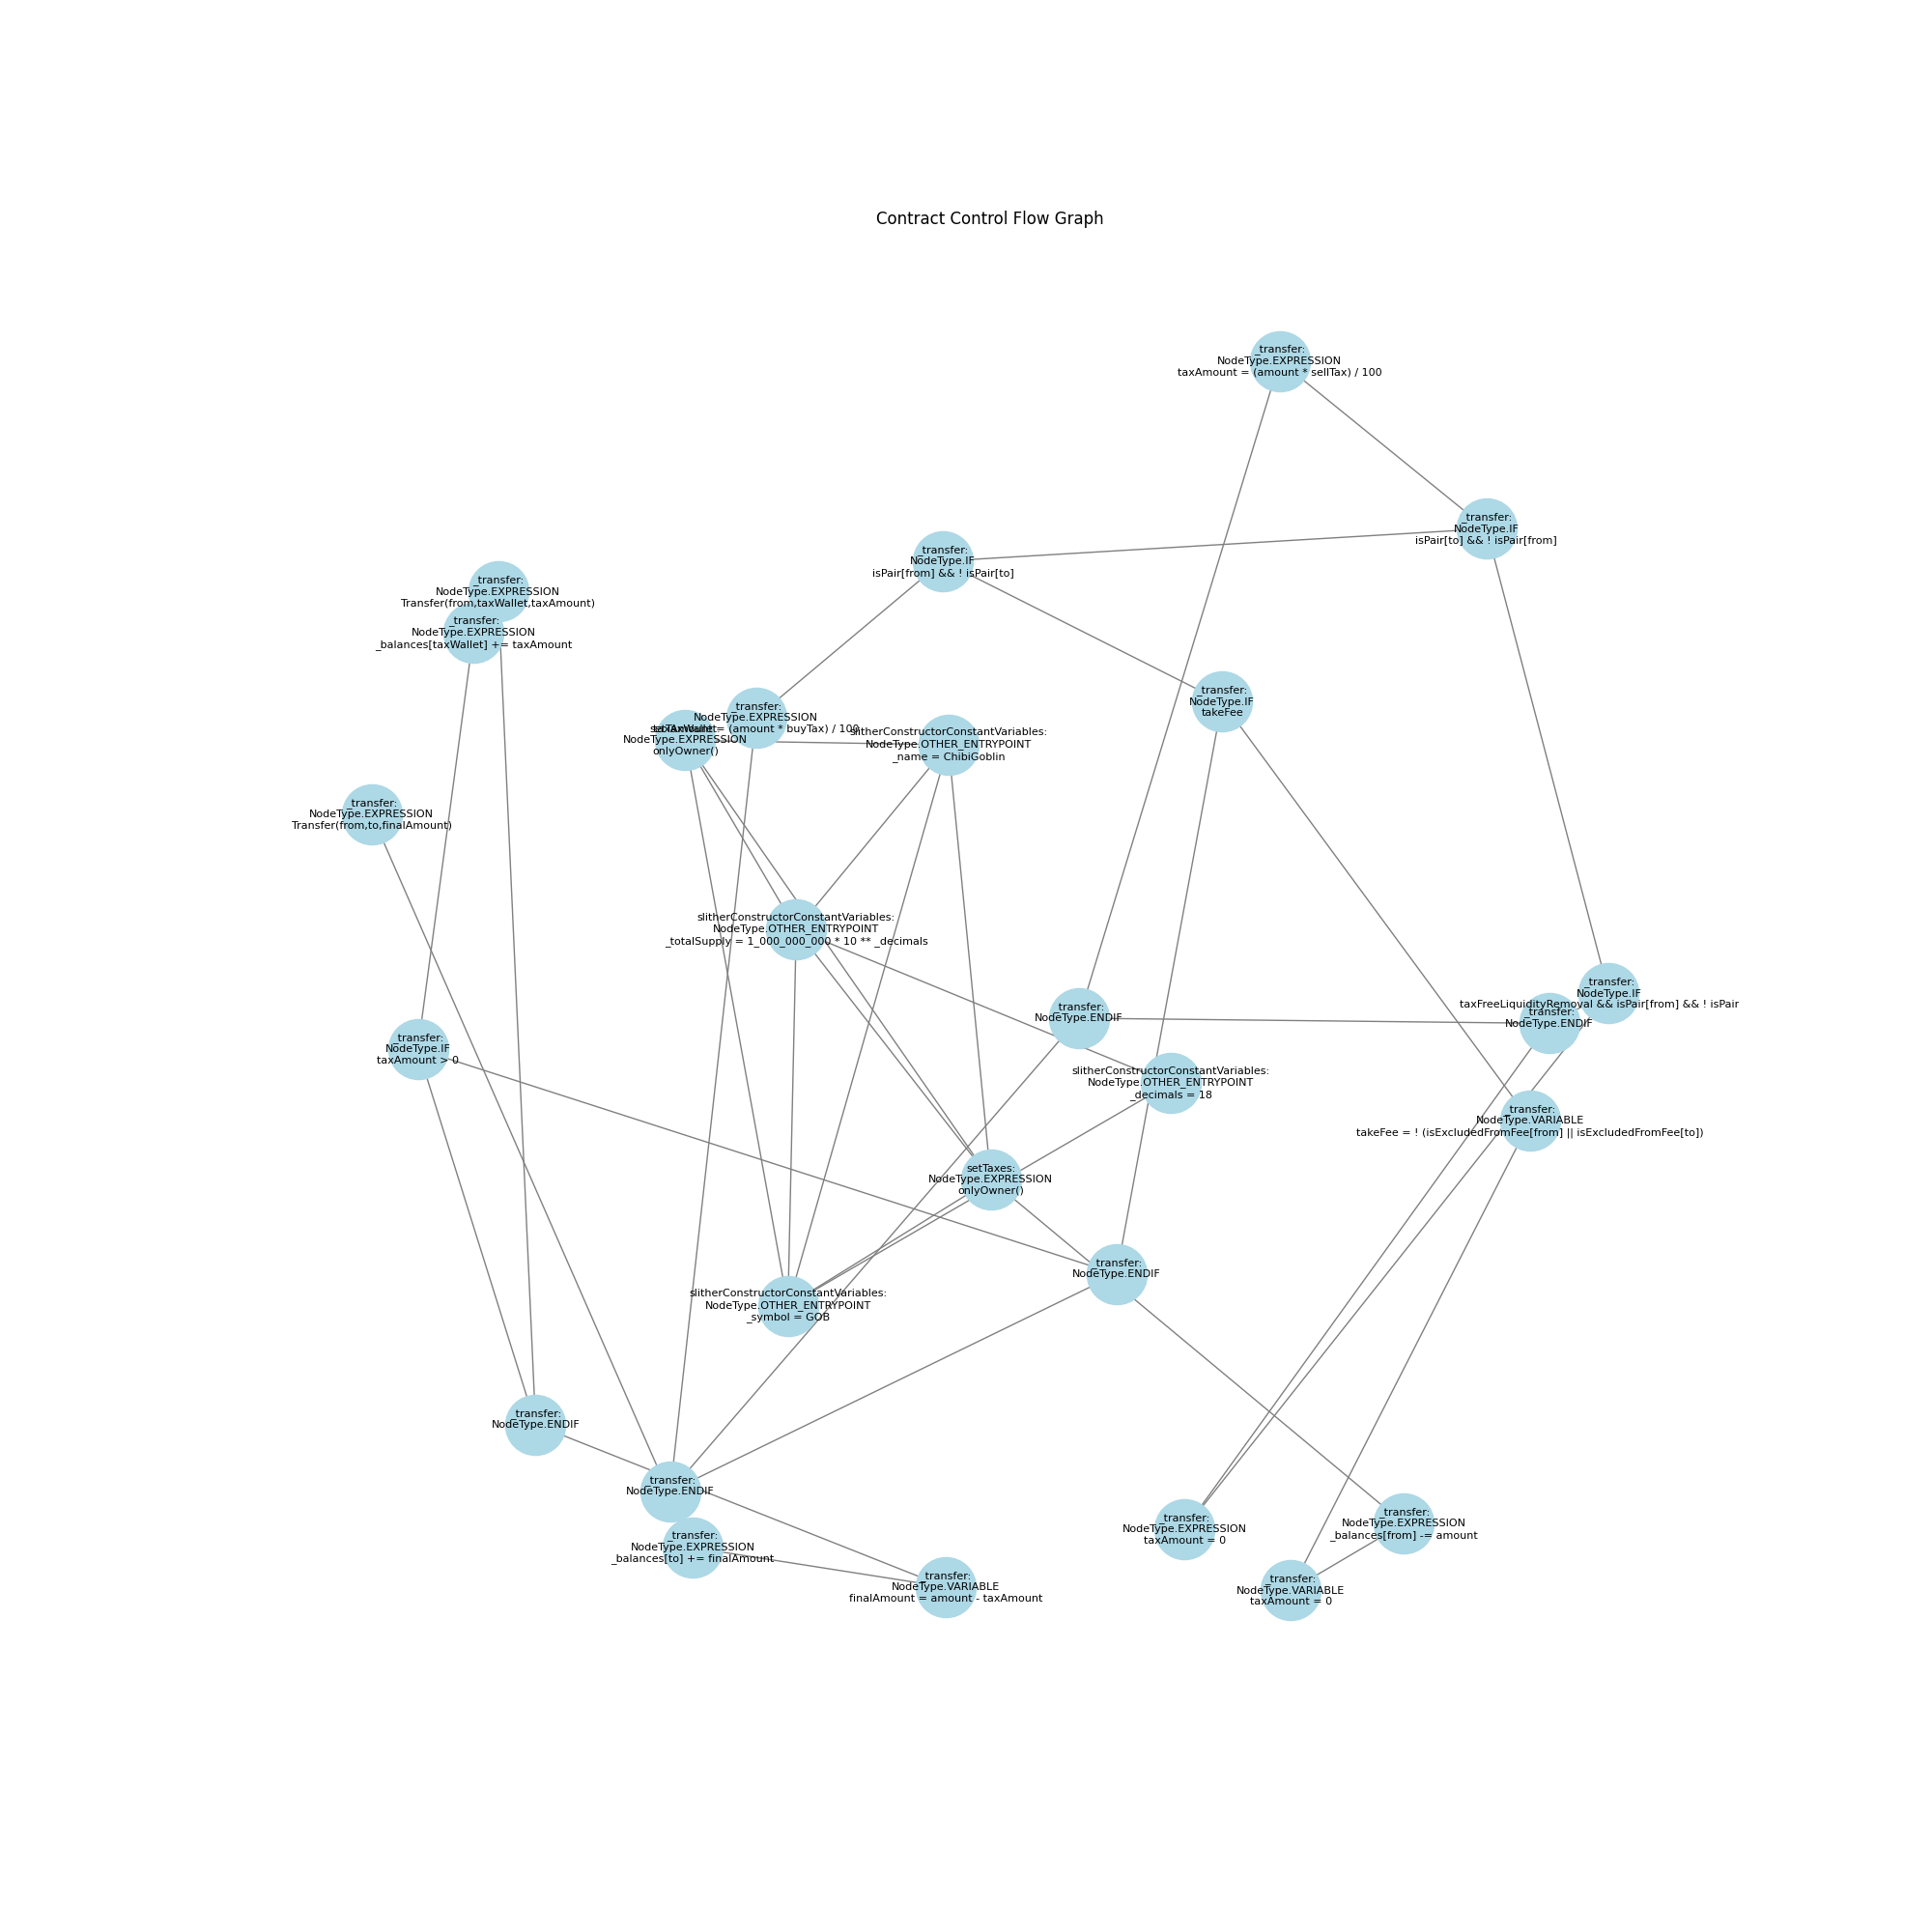 Contract Control Flow Graph
_transfer:
NodeType.EXPRESSION
taxAmount = (amount * sellTax) / 100
_transfer:
NodeType.IF
isPair[to] && ! isPair[from]
_transfer:
NodeType.IF
isPair[from] && ! isPair[to]
_transfer:
NodeType.EXPRESSION
Transfer(from,taxWallet,taxAmount)
_transfer:
NodeType.EXPRESSION
_balances[taxWallet] += taxAmount
_transfer:
NodeType.IF
takeFee
_transfer:
NodeType.EXPRESSION
taxAmount = (amount * buyTax) / 100
setTaxWallet:
NodeType.EXPRESSION
onlyOwner()
slitherConstructorConstantVariables:
NodeType.OTHER_ENTRYPOINT
_name = ChibiGoblin
_transfer:
NodeType.EXPRESSION
Transfer(from,to,finalAmount)
slitherConstructorConstantVariables:
NodeType.OTHER_ENTRYPOINT
_totalSupply = 1_000_000_000 * 10 ** _decimals
_transfer:
NodeType.IF
taxFreeLiquidityRemoval && isPair[from] && ! isPair
_transfer:
NodeType.ENDIF
_transfer:
NodeType.ENDIF
_transfer:
NodeType.IF
taxAmount > 0
slitherConstructorConstantVariables:
NodeType.OTHER_ENTRYPOINT
_decimals = 18
_transfer:
NodeType.VARIABLE
takeFee = ! (isExcludedFromFee[from] || isExcludedFromFee[to])
setTaxes:
NodeType.EXPRESSION
onlyOwner()
_transfer:
NodeType.ENDIF
slitherConstructorConstantVariables:
NodeType.OTHER_ENTRYPOINT
_symbol = GOB
_transfer:
NodeType.ENDIF
_transfer:
NodeType.ENDIF
_transfer:
NodeType.EXPRESSION
_balances[to] += finalAmount
_transfer:
NodeType.EXPRESSION
taxAmount = 0
_transfer:
NodeType.EXPRESSION
_balances[from] -= amount
_transfer:
NodeType.VARIABLE
finalAmount = amount - taxAmount
_transfer:
NodeType.VARIABLE
taxAmount = 0